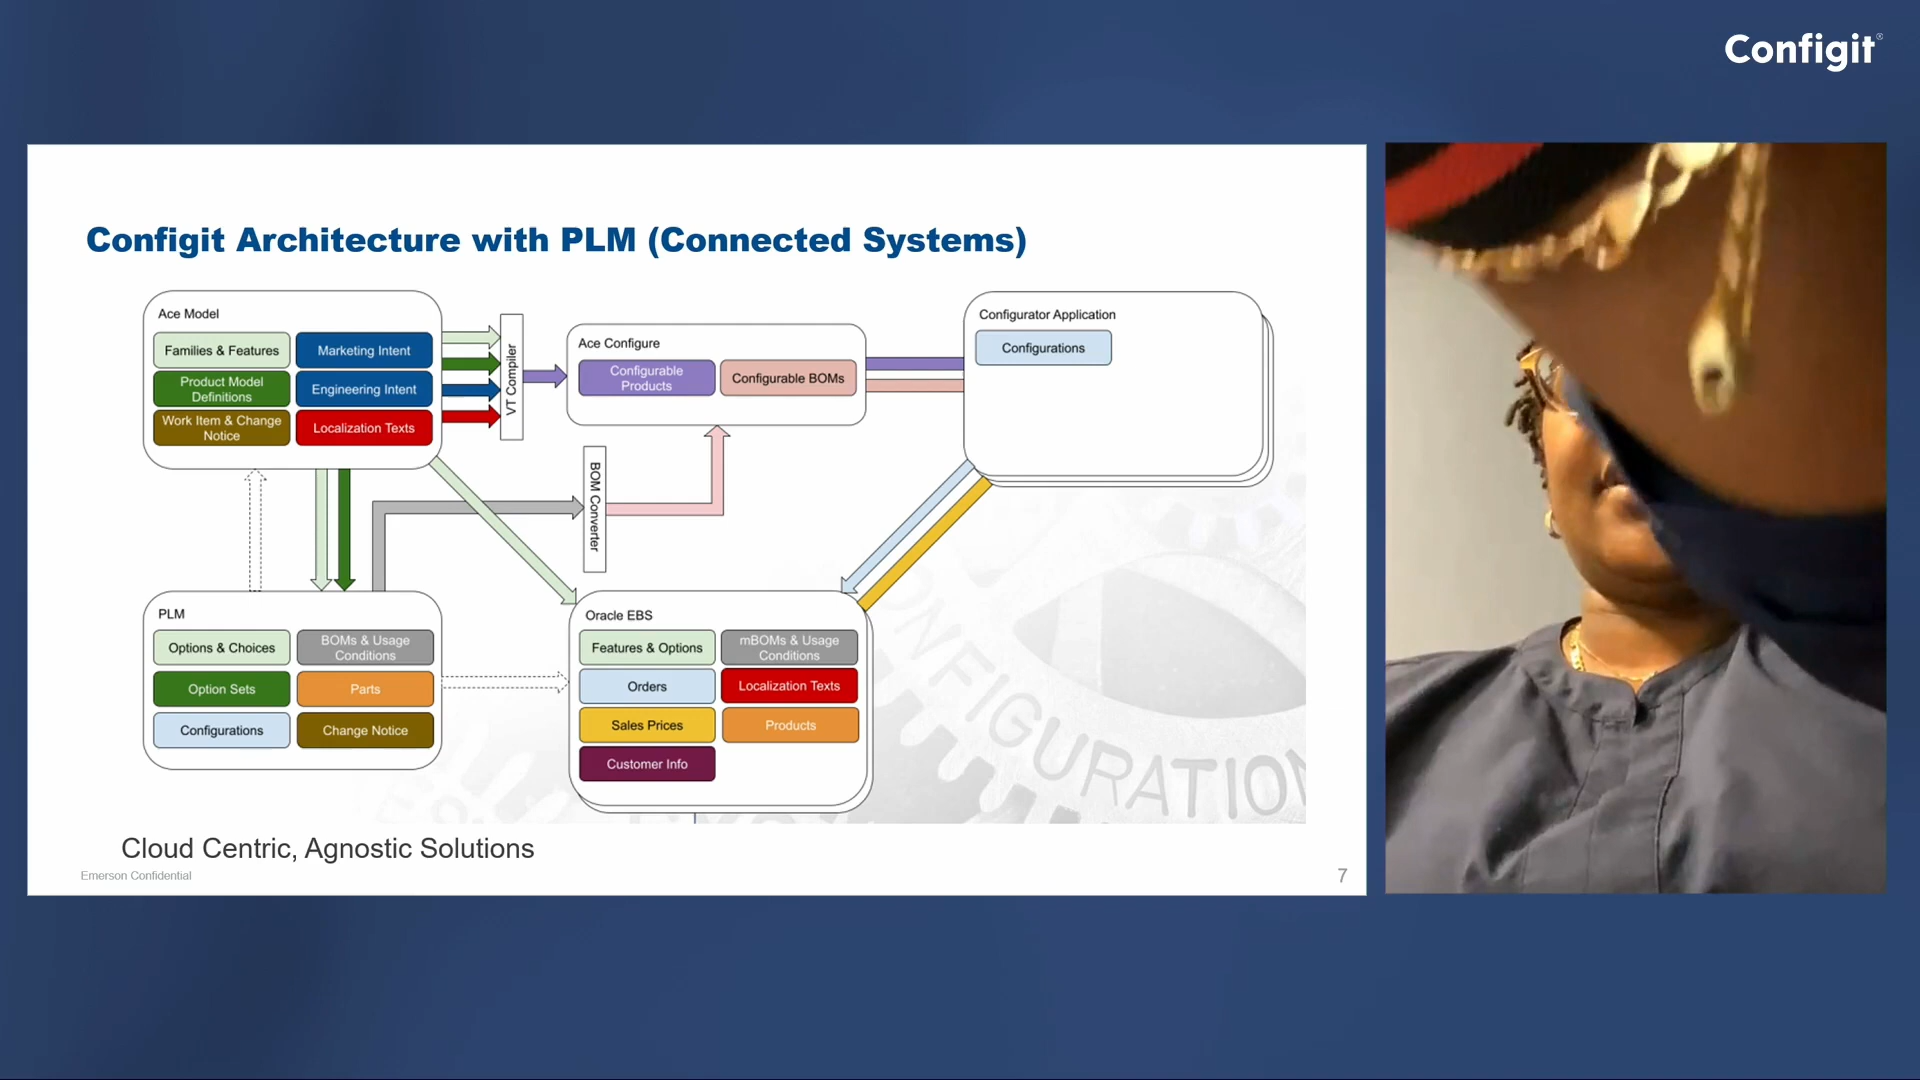 Configit
Configit Architecture with PLM (Connected Systems)
Ace Model
Families & Features
Marketing Intent
Product Model
Definitions
Engineering Intent
Work Item & Change
Notice
Localization Texts
VT Compiler
Ace Configure
Configurable
Products
Configurable BOMs
Configurator Application
Configurations
BOM Converter
PLM
Options & Choices
BOMs & Usage
Conditions
Option Sets
Parts
Configurations
Change Notice
Oracle EBS
Features & Options
mBOMs & Usage
Conditions
Orders
Localization Texts
Sales Prices
Products
Customer Info
CONFIGURATION
Cloud Centric, Agnostic Solutions
Emerson Confidential
7